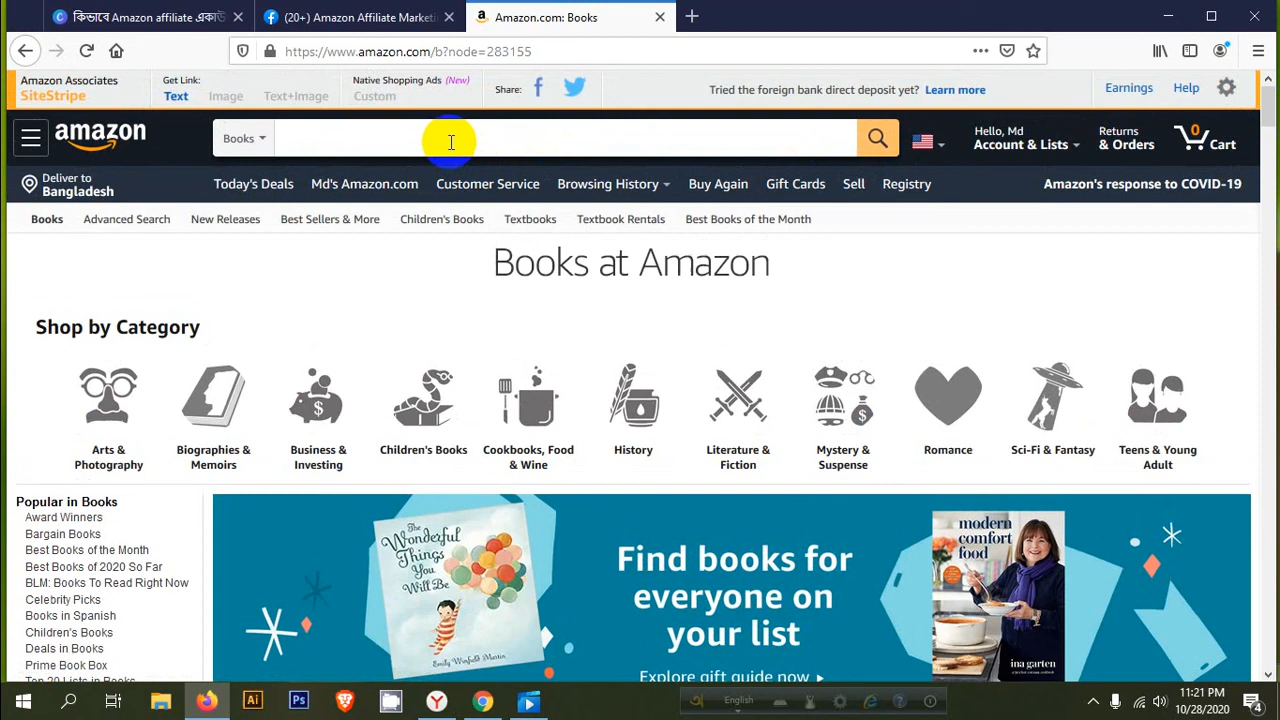 কিভাবে Amazon affiliate একাউ
(20+) Amazon Affiliate Marketi
Amazon.com: Books
https://www.amazon.com/b?node=283155
Amazon Associates
SiteStripe
Get Link:
Text
Image
Text+Image
Native Shopping Ads (New)
Custom
Share:
Tried the foreign bank direct deposit yet? Learn more
Earnings
Help
amazon
Books
Hello, Md
Account & Lists
Returns
& Orders
0
Cart
Deliver to
Bangladesh
Today's Deals
Md's Amazon.com
Customer Service
Browsing History
Buy Again
Gift Cards
Sell
Registry
Amazon's response to COVID-19
Books
Advanced Search
New Releases
Best Sellers & More
Children's Books
Textbooks
Textbook Rentals
Best Books of the Month
Books at Amazon
Shop by Category
Arts &
Photography
Biographies &
Memoirs
Business &
Investing
Children's Books
Cookbooks, Food
& Wine
History
Literature &
Fiction
Mystery &
Suspense
Romance
Sci-Fi & Fantasy
Teens & Young
Adult
Popular in Books
Award Winners
Bargain Books
Best Books of the Month
Best Books of 2020 So Far
BLM: Books To Read Right Now
Celebrity Picks
Books in Spanish
Children's Books
Deals in Books
Prime Book Box
Top 20 Lists in Books
The
Wonderful
Things You
Will Be
Emily Winfield Martin
Find books for
everyone on
your list
Explore gift guide now
modern
comfort
food
ina garten
English
11:21 PM
10/28/2020
4